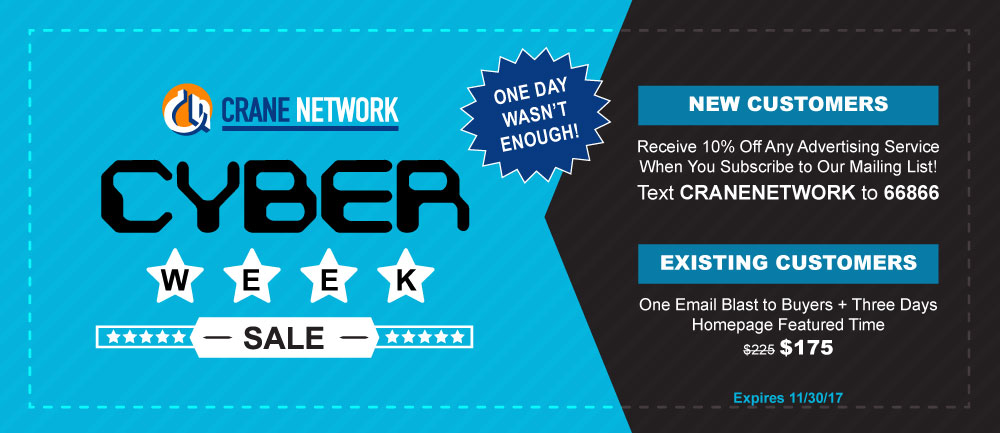 CRANE NETWORK
CYBER
WEEK
SALE
ONE DAY
WASN'T
ENOUGH!
NEW CUSTOMERS
Receive 10% Off Any Advertising Service
When You Subscribe to Our Mailing List!
Text CRANENETWORK to 66866
EXISTING CUSTOMERS
One Email Blast to Buyers + Three Days
Homepage Featured Time
$225 $175
Expires 11/30/17